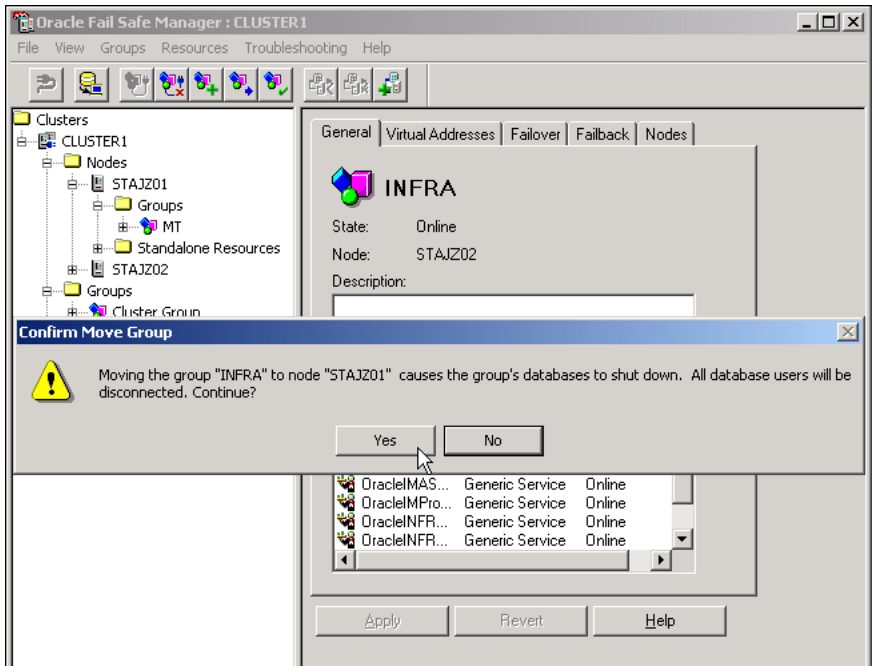 Oracle Fail Safe Manager : CLUSTER1
File View Groups Resources Troubleshooting Help
Clusters
CLUSTER1
Nodes
STAJZ01
Groups
MT
Standalone Resources
STAJZ02
Groups
Cluster Group
General Virtual Addresses Failover Failback Nodes
INFRA
State: Online
Node: STAJZ02
Description:
Confirm Move Group
Moving the group "INFRA" to node "STAJZ01" causes the group's databases to shut down. All database users will be
disconnected. Continue?
Yes No
OracleIMAS... Generic Service Online
OracleIMPro... Generic Service Online
OracleINFR... Generic Service Online
OracleINFR... Generic Service Online
Apply Revert Help